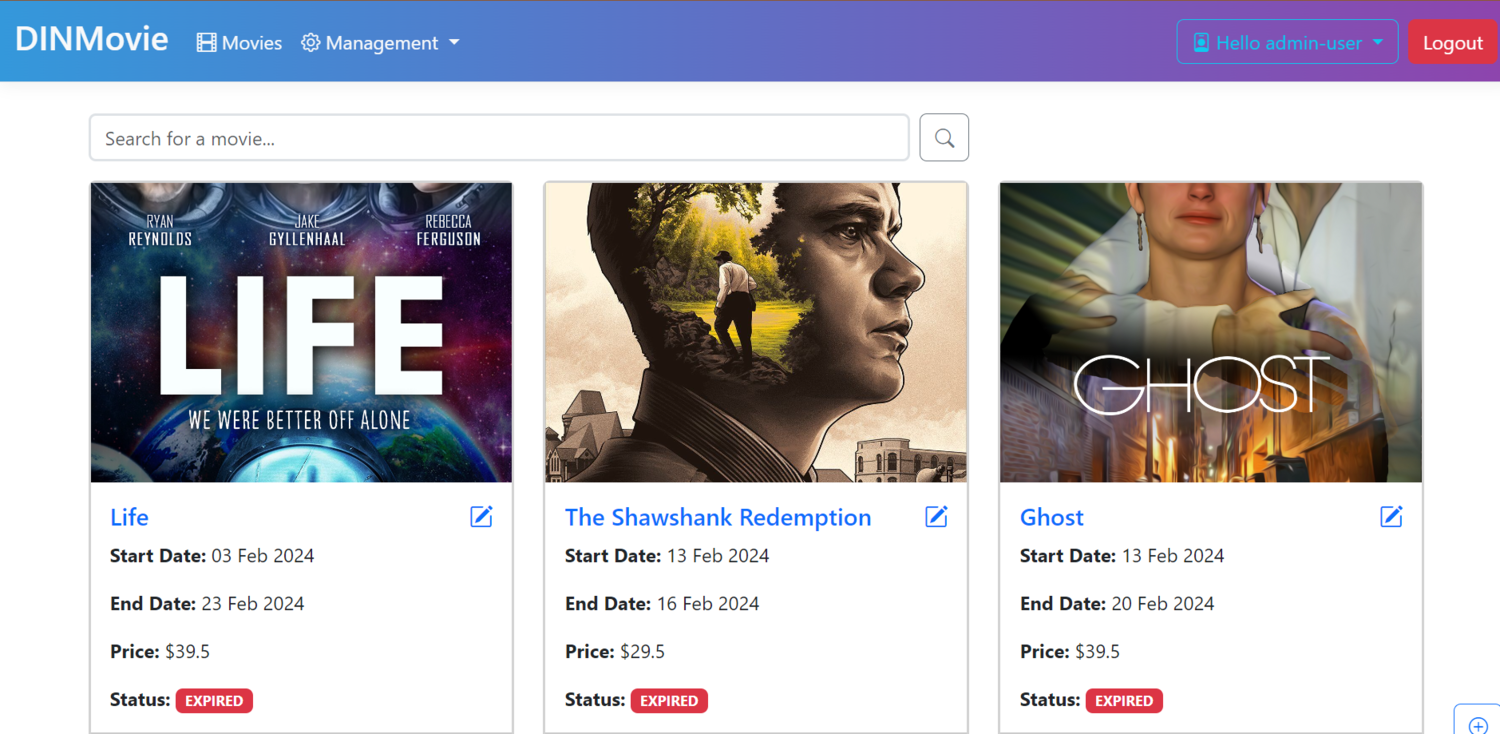 DINMovie Movies Management Hello admin-user Logout
Search for a movie...
RYAN REYNOLDS
JAKE GYLLENHAAL
REBECCA FERGUSON
LIFE
WE WERE BETTER OFF ALONE
Life
Start Date: 03 Feb 2024
End Date: 23 Feb 2024
Price: $39.5
Status: EXPIRED
The Shawshank Redemption
Start Date: 13 Feb 2024
End Date: 16 Feb 2024
Price: $29.5
Status: EXPIRED
GHOST
Ghost
Start Date: 13 Feb 2024
End Date: 20 Feb 2024
Price: $39.5
Status: EXPIRED